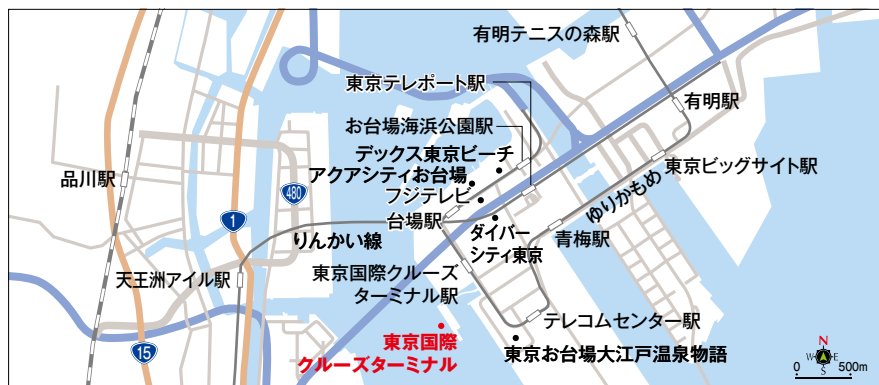 有明テニスの森駅
東京テレポート駅
有明駅
お台場海浜公園駅
デックス東京ビーチ
アクアシティお台場
東京ビッグサイト駅
品川駅
480
フジテレビ
ゆりかもめ
1
台場駅
りんかい線
ダイバー
シティ東京
青梅駅
天王洲アイル駅
東京国際クルーズ
ターミナル駅
テレコムセンター駅
東京国際
クルーズターミナル
東京お台場大江戸温泉物語
15
N
W E
S
0 500m